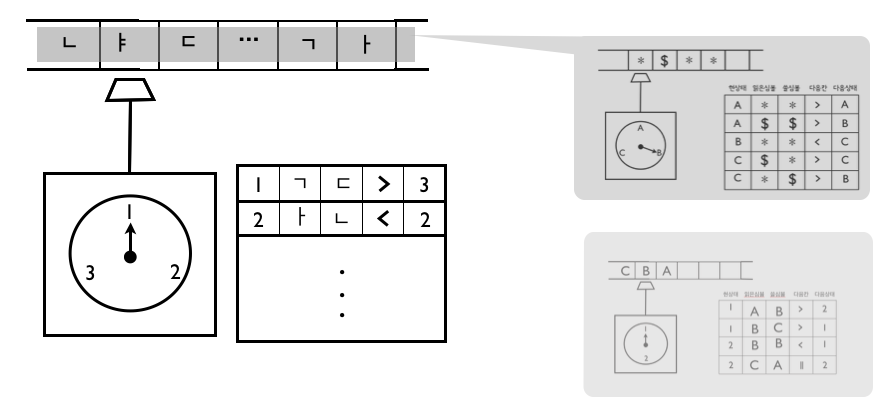 ㄴ ㅑ ㄷ ... ㄱ ㅏ
1 2 3
1 ㄱ ㄷ > 3
2 ㅏ ㄴ < 2
* $ * *
A B C
현상태 읽은심볼 쓸심볼 다음칸 다음상태
A * * > A
A $ $ > B
B * * < C
C $ * > C
C * $ > B
C B A
1 2
현상태 읽은심볼 쓸심볼 다음칸 다음상태
1 A B > 2
1 B C > 1
2 B B < 1
2 C A || 2